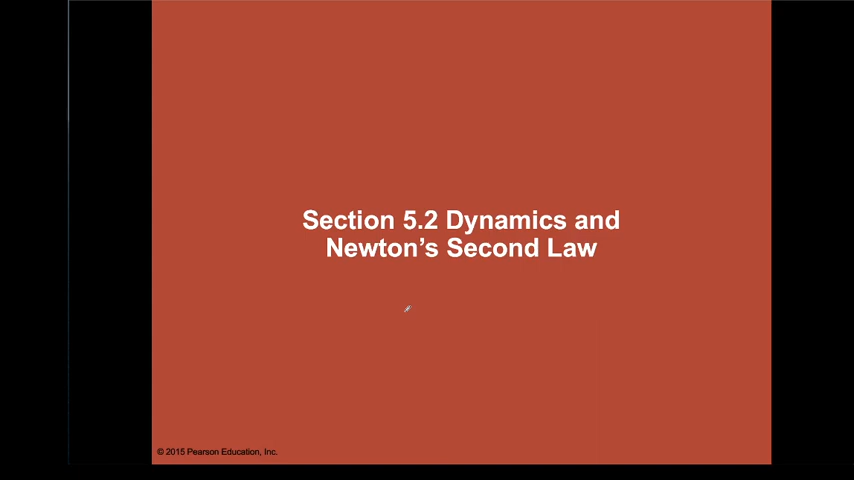 Section 5.2 Dynamics and
Newton’s Second Law
© 2015 Pearson Education, Inc.